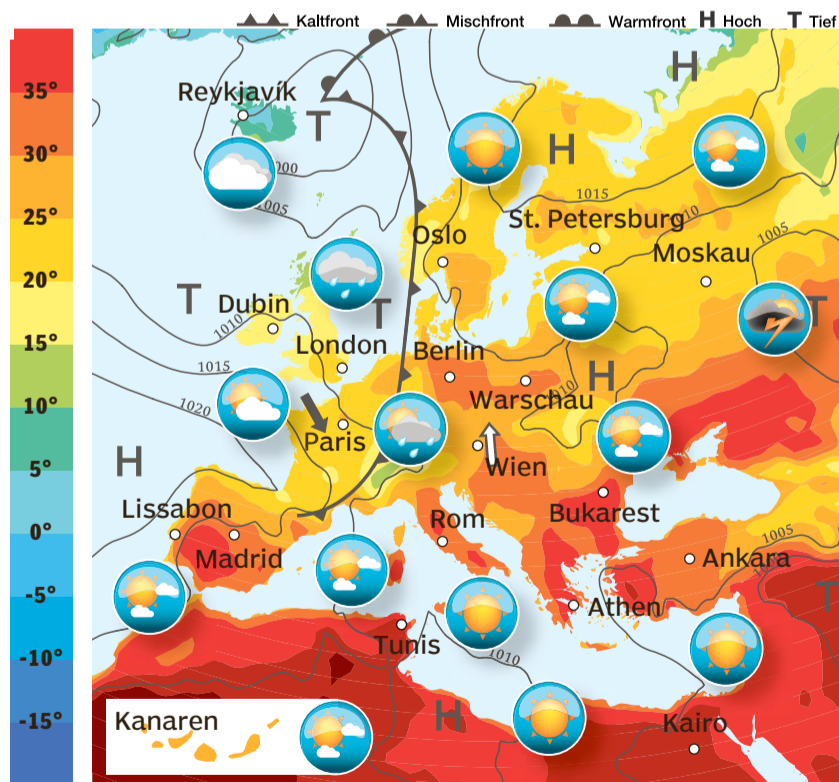 Kaltfront Mischfront Warmfront H Hoch T Tief
35°
30°
25°
20°
15°
10°
5°
0°
-5°
-10°
-15°
H
Reykjavík
T
H
1015
1005
St. Petersburg
1005
Oslo
Moskau
T
Dubin
T
T
1010
London
Berlin
1015
H
Warschau
1020
Paris
Wien
H
Lissabon
Bukarest
Rom
Madrid
1005
Ankara
T
Athen
Tunis
1010
Kanaren
H
Kairo